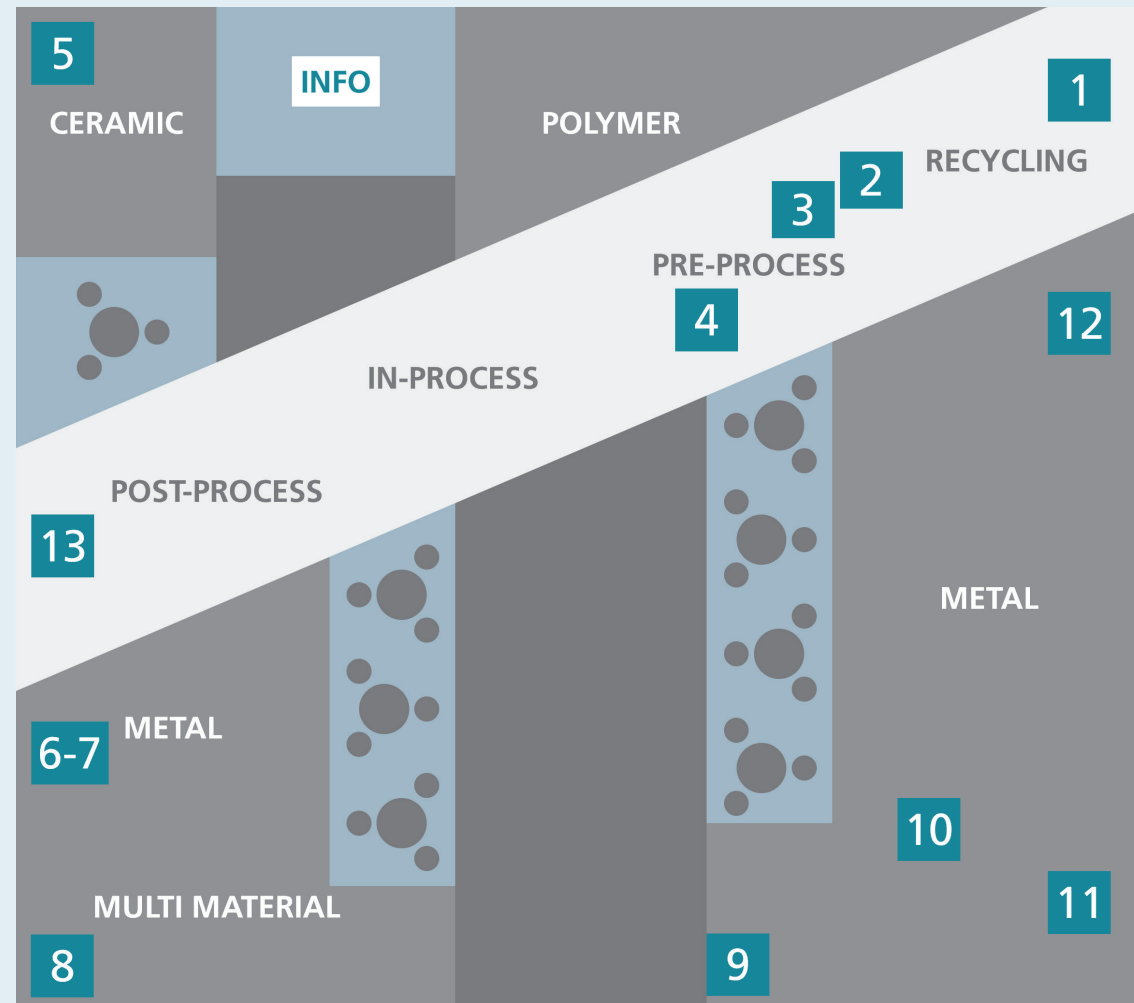 5
INFO
1
CERAMIC
POLYMER
RECYCLING
2
3
PRE-PROCESS
4
12
IN-PROCESS
POST-PROCESS
13
METAL
METAL
6-7
10
11
MULTI MATERIAL
8
9